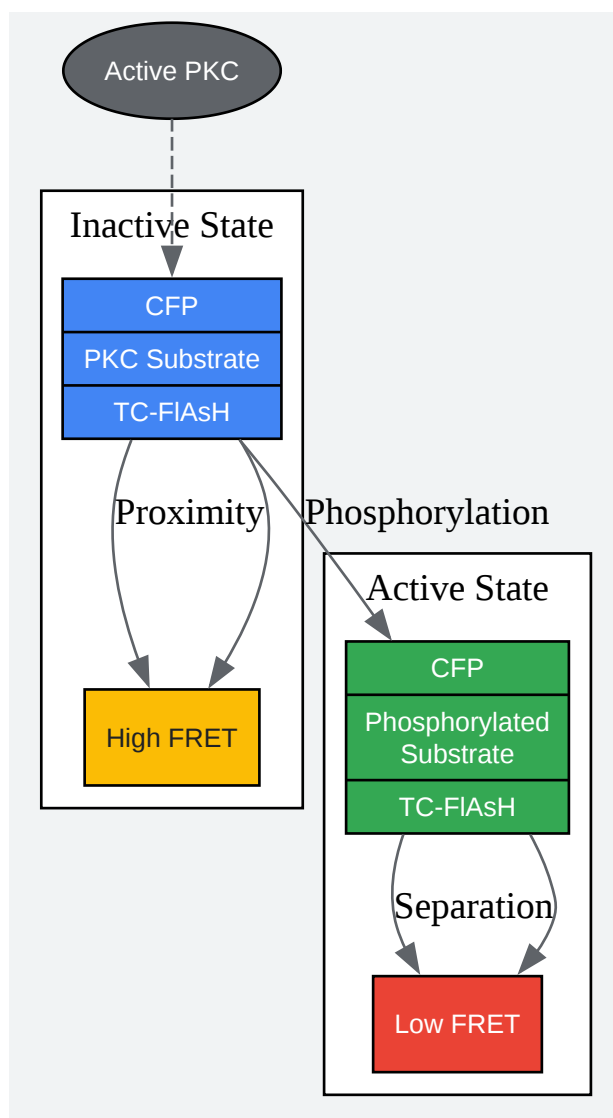 Active PKC
Inactive State
CFP
PKC Substrate
TC-FlAsH
Proximity
Phosphorylation
High FRET
Active State
CFP
Phosphorylated
Substrate
TC-FlAsH
Separation
Low FRET